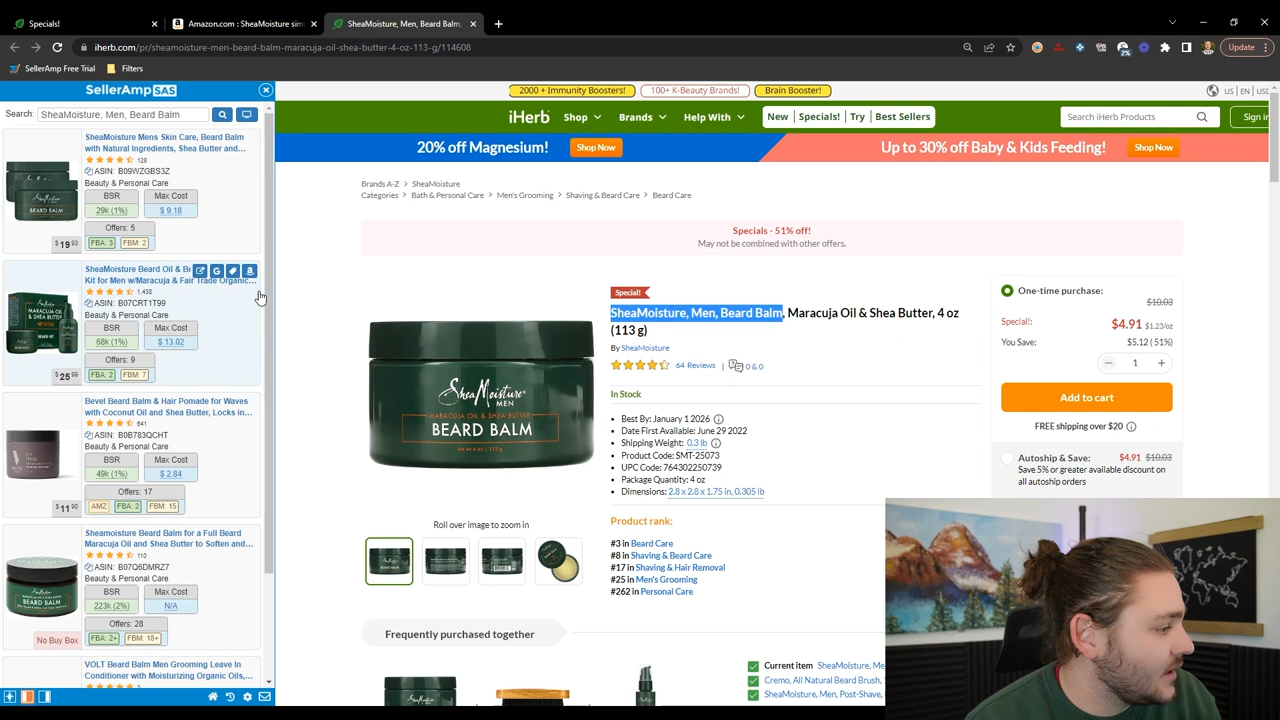 Specials!
Amazon.com : SheaMoisture sim
SheaMoisture, Men, Beard Balm,
iherb.com/pr/sheamoisture-men-beard-balm-maracuja-oil-shea-butter-4-oz-113-g/114608
Update
SellerAmp Free Trial
Filters
SellerAmp SAS
Search:
SheaMoisture, Men, Beard Balm
SheaMoisture Mens Skin Care, Beard Balm
with Natural Ingredients, Shea Butter and...
128
ASIN: B09WZGBS3Z
Beauty & Personal Care
BSR
Max Cost
29k (1%)
$ 9.18
Offers: 5
FBA: 3
FBM: 2
$ 19.93
SheaMoisture Beard Oil & Be
Kit for Men w/Maracuja & Fair Trade Organic...
1,438
ASIN: B07CRT1T99
Beauty & Personal Care
BSR
Max Cost
68k (1%)
$ 13.02
Offers: 9
FBA: 2
FBM: 7
$ 25.99
Bevel Beard Balm & Hair Pomade for Waves
with Coconut Oil and Shea Butter, Locks in...
641
ASIN: B0B783QCHT
Beauty & Personal Care
BSR
Max Cost
49k (1%)
$ 2.84
Offers: 17
AMZ
FBA: 2
FBM: 15
$ 11.90
Sheamoisture Beard Balm for a Full Beard
Maracuja Oil and Shea Butter to Soften and...
110
ASIN: B07Q6DMRZ7
Beauty & Personal Care
BSR
Max Cost
223k (2%)
N/A
Offers: 28
FBA: 2+
FBM: 18+
No Buy Box
VOLT Beard Balm Men Grooming Leave In
Conditioner with Moisturizing Organic Oils,...
2000 + Immunity Boosters!
100+ K-Beauty Brands!
Brain Booster!
US | EN | USD
iHerb
Shop
Brands
Help With
New
Specials!
Try
Best Sellers
Search iHerb Products
Sign in
20% off Magnesium!
Shop Now
Up to 30% off Baby & Kids Feeding!
Shop Now
Brands A-Z > SheaMoisture
Categories > Bath & Personal Care > Men's Grooming > Shaving & Beard Care > Beard Care
Specials - 51% off!
May not be combined with other offers.
Special!
SheaMoisture, Men, Beard Balm, Maracuja Oil & Shea Butter, 4 oz
(113 g)
By SheaMoisture
64 Reviews
0 & 0
In Stock
Best By: January 1 2026
Date First Available: June 29 2022
Shipping Weight: 0.3 lb
Product Code: SMT-25073
UPC Code: 764302250739
Package Quantity: 4 oz
Dimensions: 2.8 x 2.8 x 1.75 in, 0.305 lb
Product rank:
#3 in Beard Care
#8 in Shaving & Beard Care
#17 in Shaving & Hair Removal
#25 in Men's Grooming
#262 in Personal Care
SheaMoisture
MEN
MARACUJA OIL & SHEA BUTTER
BEARD BALM
Roll over image to zoom in
One-time purchase:
$10.03
Special!:
$4.91 $1.23/oz
You Save:
$5.12 (51%)
1
Add to cart
FREE shipping over $20
Autoship & Save:
$4.91 $10.03
Save 5% or greater available discount on
all autoship orders
Frequently purchased together
Current item SheaMoisture, Me
Cremo, All Natural Beard Brush,
SheaMoisture, Men, Post-Shave,